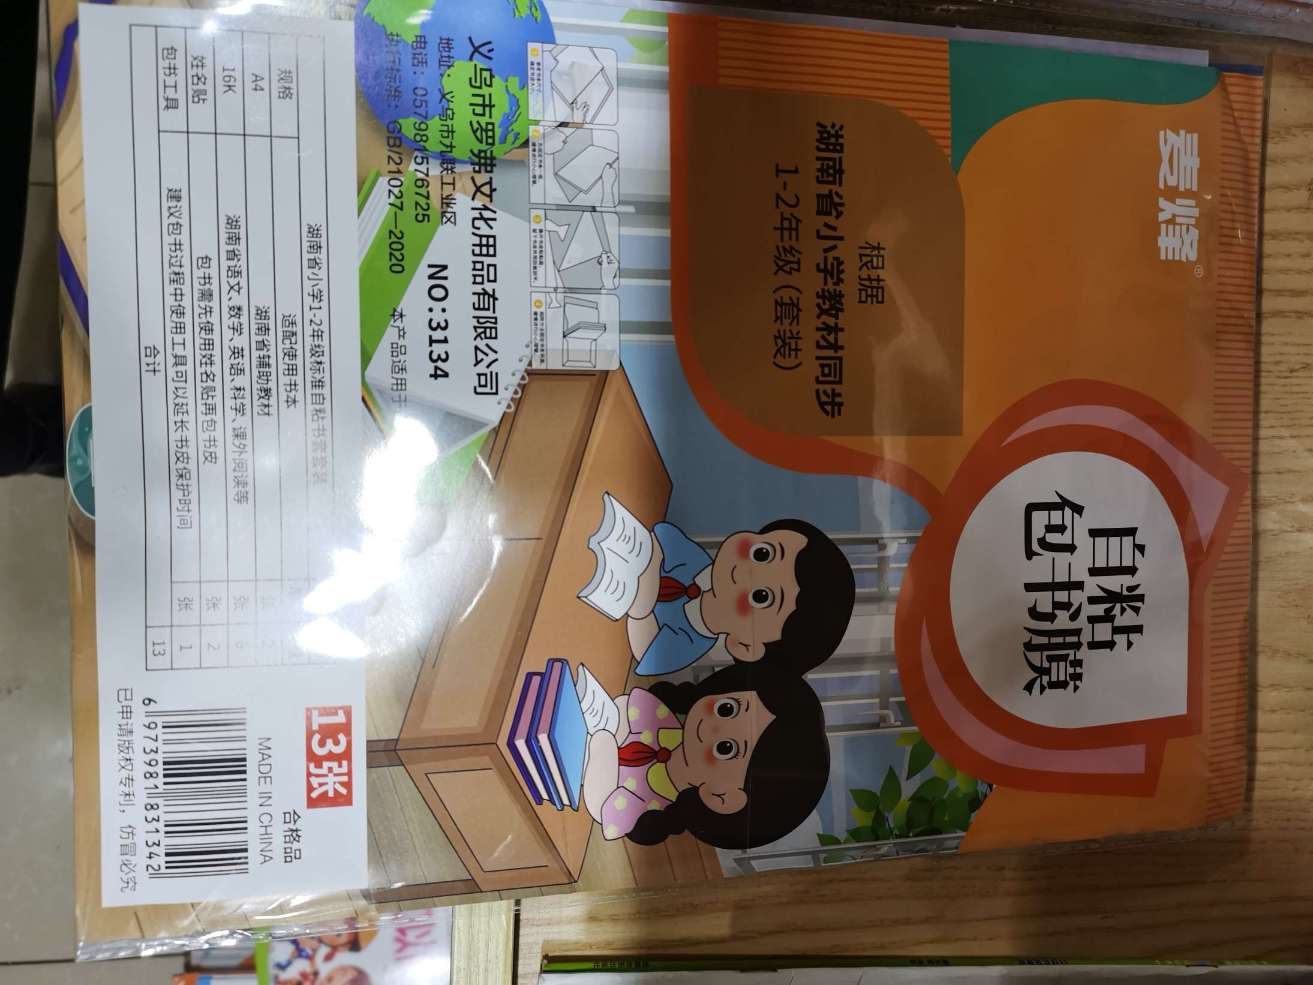 麦烽®
自粘
包书膜
根据
湖南省小学教材同步
1-2年级（套装）
义乌市罗弗文化用品有限公司
地址：义乌市九联工业区
电话：057981576725
NO:3134
执行标准：GB/21027—2020
本产品适用于
湖南省小学1-2年级标准自粘书套套装
规格
适配使用书本
A4
湖南省辅助教材
张
16K
湖南省语文、数学、英语、科学、课外阅读等
张
6
姓名贴
包书需先使用姓名贴再包书皮
张
2
包书工具
建议包书过程中使用工具可以延长书皮保护时间
张
1
合计
13
13张
合格品
MADE IN CHINA
6973981831342
已申请版权专利，仿冒必究